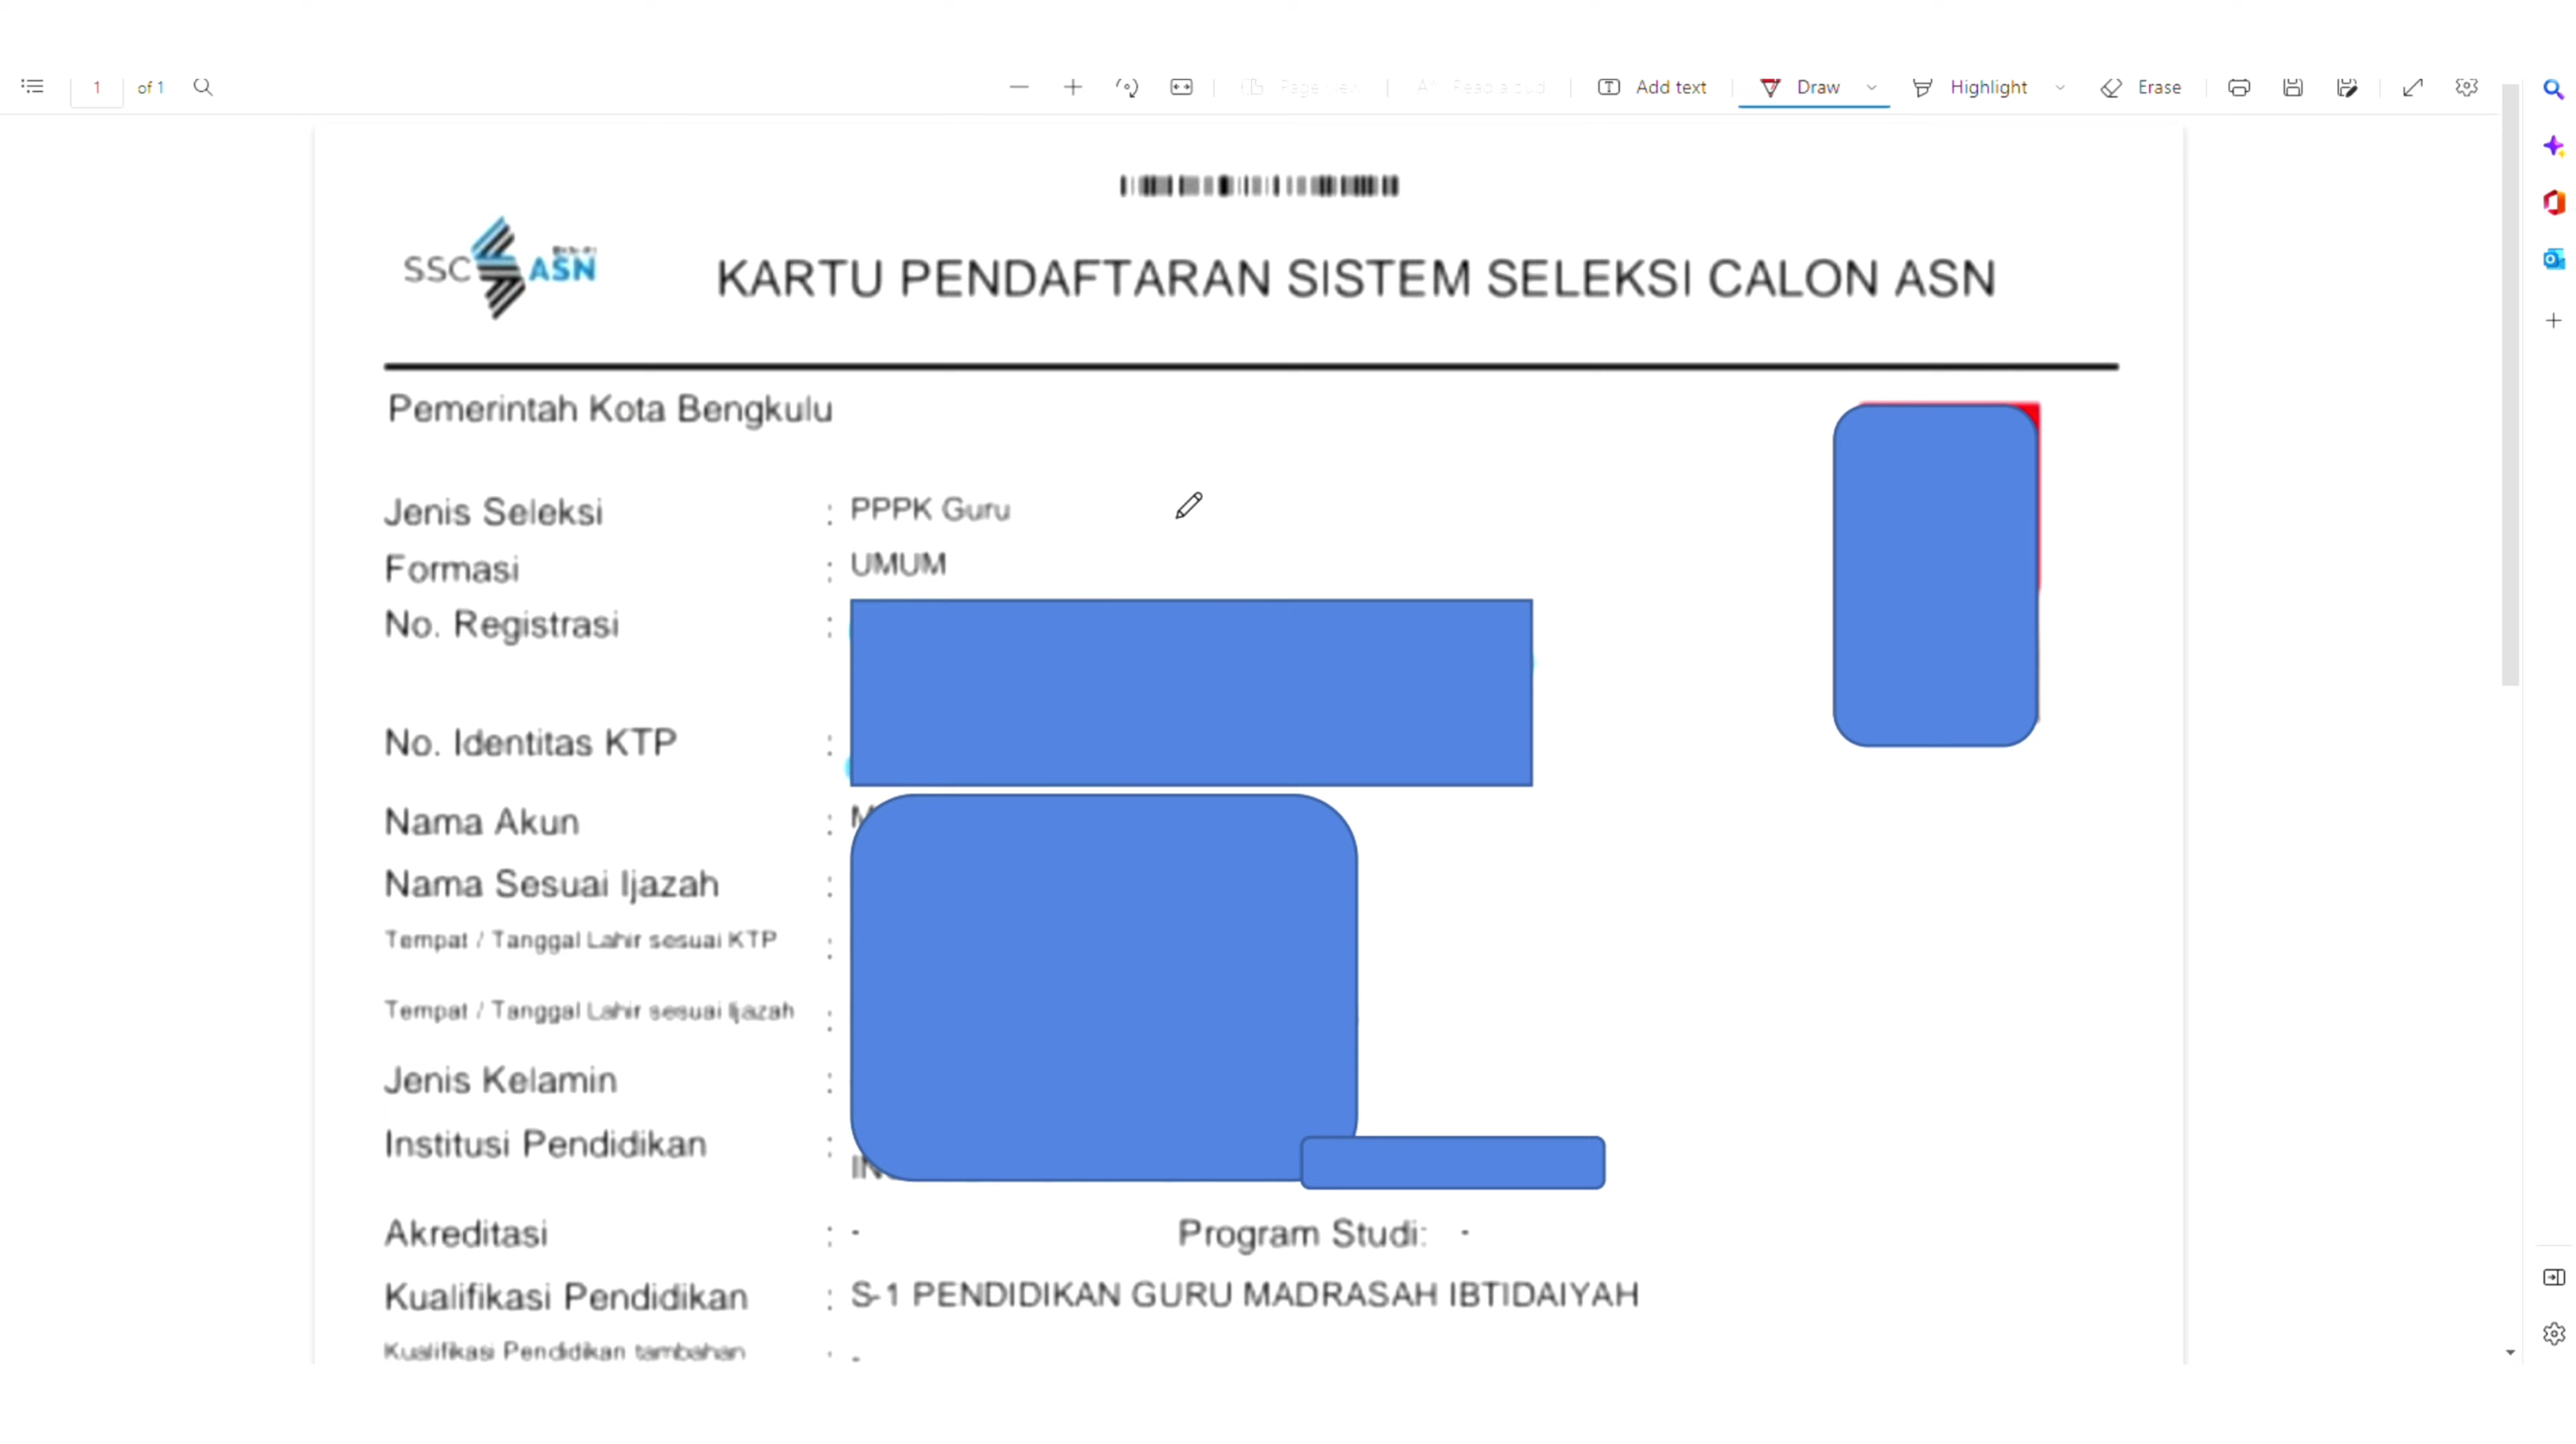 1 of 1
Add text Draw Highlight Erase
SSC ASN
KARTU PENDAFTARAN SISTEM SELEKSI CALON ASN
Pemerintah Kota Bengkulu
Jenis Seleksi : PPPK Guru
Formasi : UMUM
No. Registrasi :
No. Identitas KTP :
Nama Akun : M
Nama Sesuai Ijazah :
Tempat / Tanggal Lahir sesuai KTP :
Tempat / Tanggal Lahir sesuai Ijazah :
Jenis Kelamin :
Institusi Pendidikan :
Akreditasi : - Program Studi: -
Kualifikasi Pendidikan : S-1 PENDIDIKAN GURU MADRASAH IBTIDAIYAH
Kualifikasi Pendidikan tambahan : -